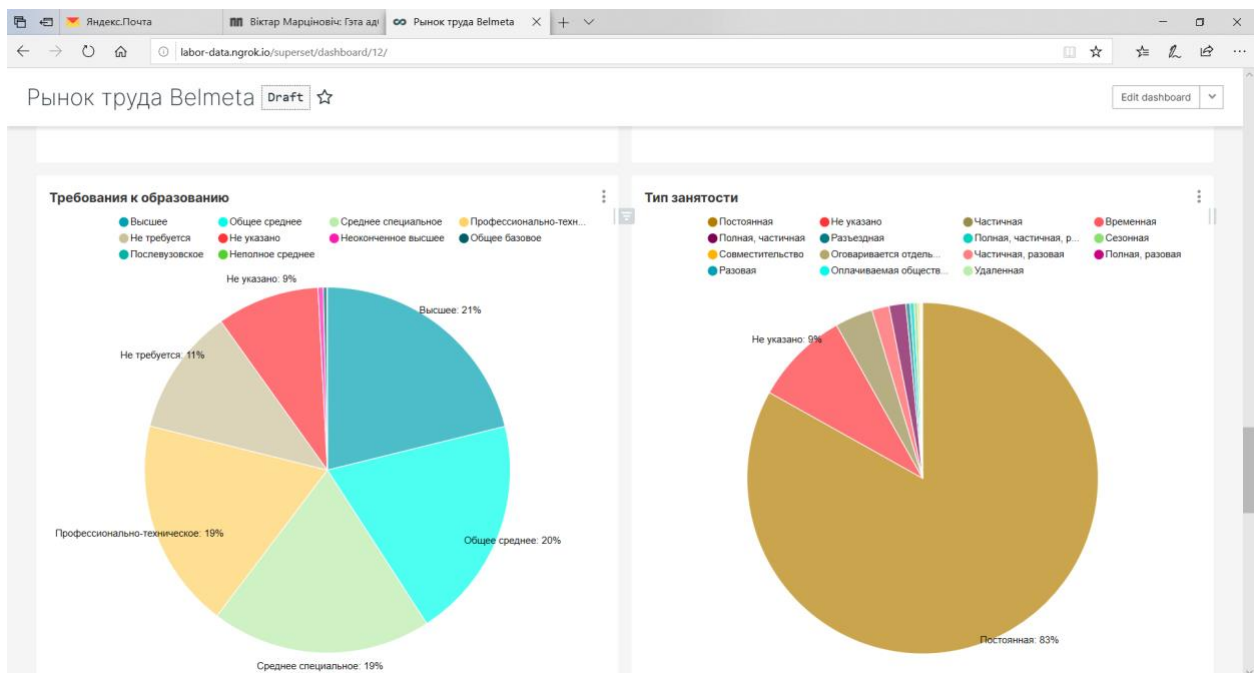 Яндекс.Почта
Віктар Марціновіч: Гэта ад
Рынок труда Belmeta
labor-data.ngrok.io/superset/dashboard/12/
Рынок труда Belmeta Draft
Edit dashboard
Требования к образованию
Высшее Общее среднее Среднее специальное Профессионально-техн...
Не требуется Не указано Неоконченное высшее Общее базовое
Послевузовское Неполное среднее
Не указано: 9%
Высшее: 21%
Не требуется: 11%
Профессионально-техническое: 19%
Общее среднее: 20%
Среднее специальное: 19%
Тип занятости
Постоянная Не указано Частичная Временная
Полная, частичная Разъездная Полная, частичная, р... Сезонная
Совместительство Оговаривается отдель... Частичная, разовая Полная, разовая
Разовая Оплачиваемая обществ... Удаленная
Не указано: 9%
Постоянная: 83%